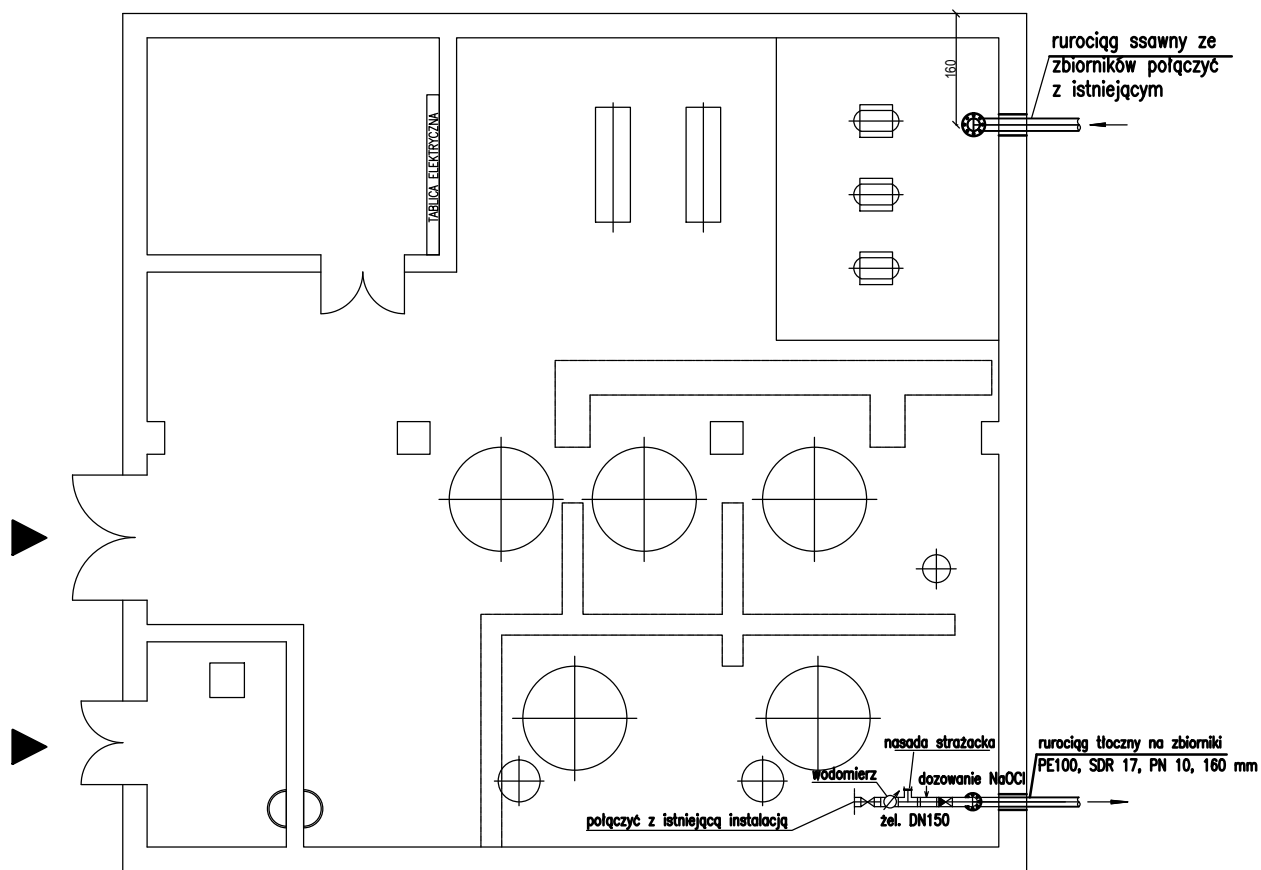 rurociąg ssawny ze
zbiorników połączyć
z istniejącym
160
TABLICA ELEKTRYCZNA
nasada strażacka
wodomierz
dozowanie NaOCl
rurociąg tłoczny na zbiorniki
PE100, SDR 17, PN 10, 160 mm
połączyć z istniejącą instalacją
żel. DN150